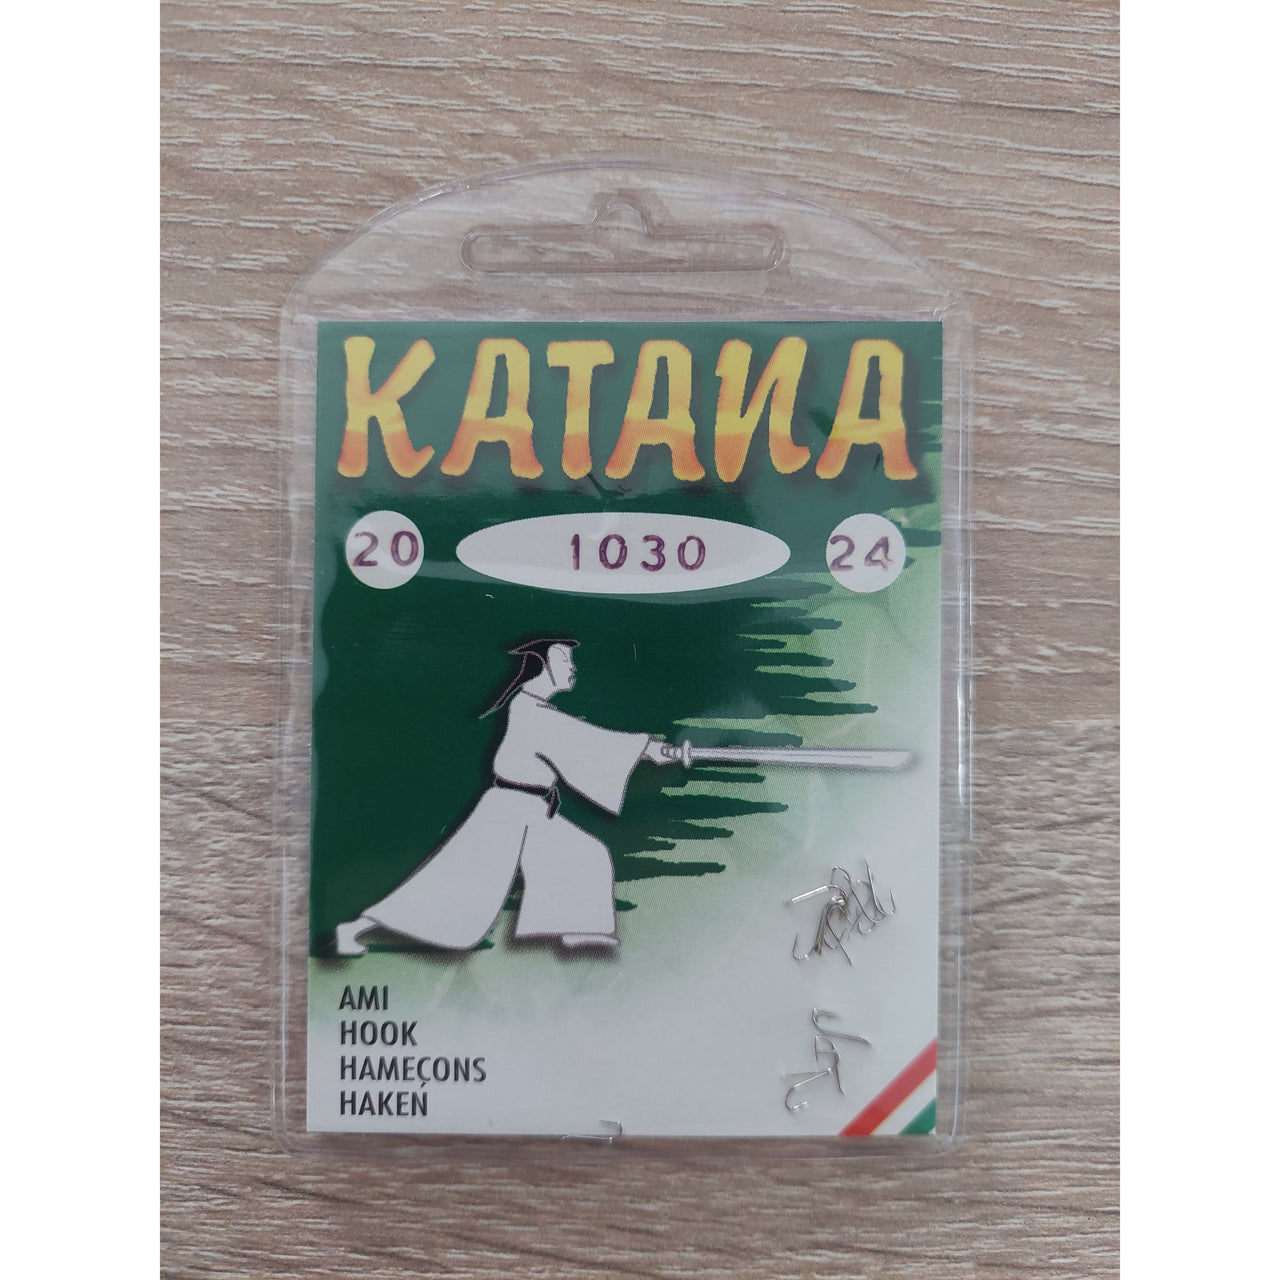 KATANA
20 1030 24
AMI
HOOK
HAMEÇONS
HAKEN